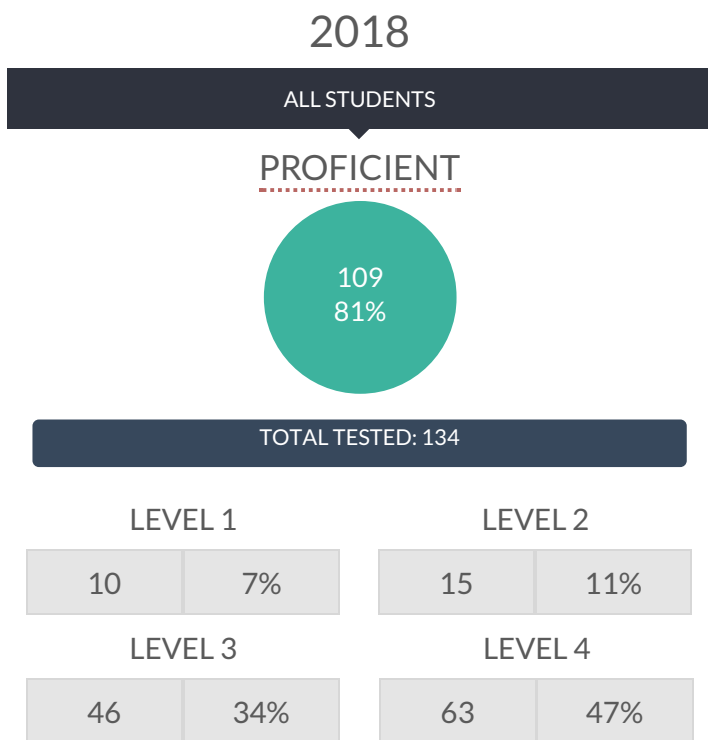 2018
ALL STUDENTS
PROFICIENT
109
81%
TOTAL TESTED: 134
LEVEL 1 LEVEL 2
10 7% 15 11%
LEVEL 3 LEVEL 4
46 34% 63 47%